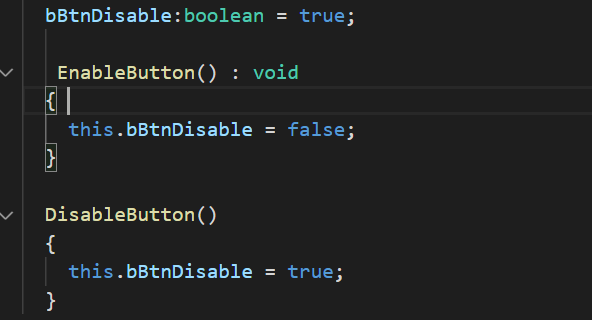 bBtnDisable:boolean = true;
EnableButton() : void
{
this.bBtnDisable = false;
}
DisableButton()
{
this.bBtnDisable = true;
}